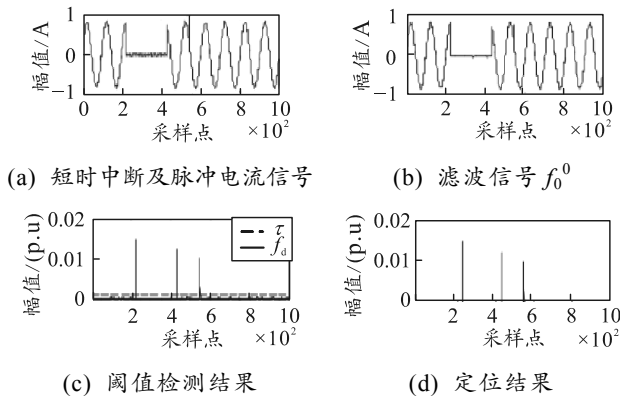 幅值/A
1
0
−1
0 2 4 6 8 10
采样点 ×10²
(a) 短时中断及脉冲电流信号
幅值/A
1
0
−1
0 2 4 6 8 10
采样点 ×10²
(b) 滤波信号 f₀⁰
幅值/(p.u
0.02
0.01
0
τ
f_d
2 4 6 8 10
采样点 ×10²
(c) 阈值检测结果
幅值/(p.u
0.02
0.01
0
2 4 6 8 10
采样点 ×10²
(d) 定位结果